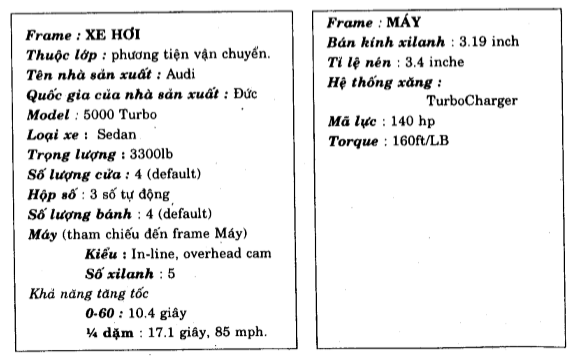 Frame : XE HƠI
Thuộc lớp : phương tiện vận chuyển.
Tên nhà sản xuất : Audi
Quốc gia của nhà sản xuất : Đức
Model : 5000 Turbo
Loại xe : Sedan
Trọng lượng : 3300lb
Số lượng cửa : 4 (default)
Hộp số : 3 số tự động
Số lượng bánh : 4 (default)
Máy (tham chiếu đến frame Máy)
Kiểu : In-line, overhead cam
Số xilanh : 5
Khả năng tăng tốc
0-60 : 10.4 giây
¼ dặm : 17.1 giây, 85 mph.
Frame : MÁY
Bán kính xilanh : 3.19 inch
Tỉ lệ nén : 3.4 inche
Hệ thống xăng :
TurboCharger
Mã lực : 140 hp
Torque : 160ft/LB